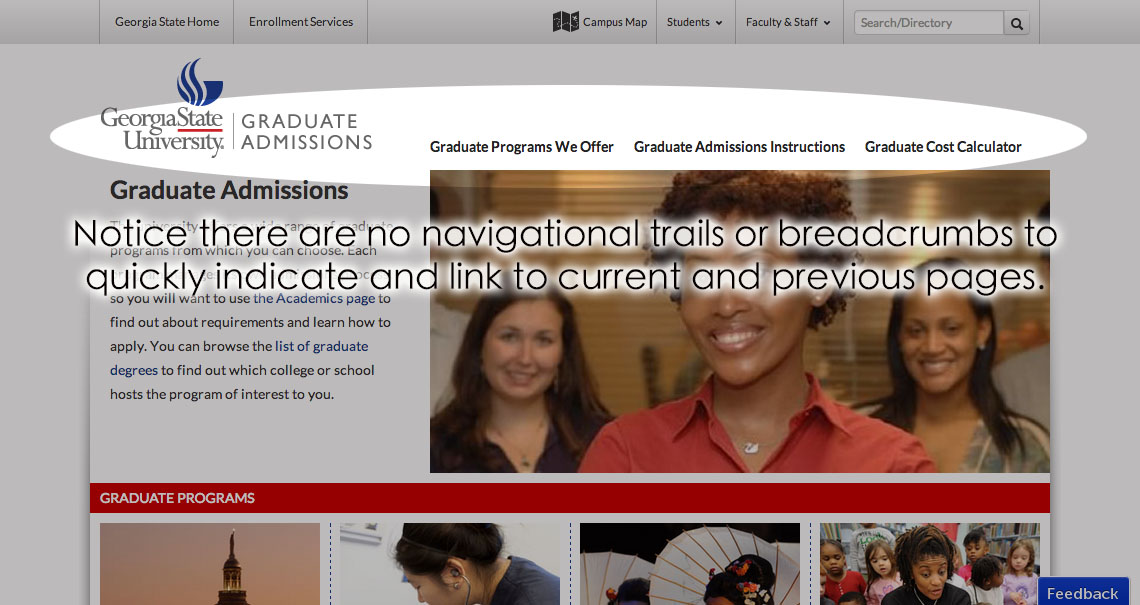 Georgia State Home
Enrollment Services
Campus Map
Students
Faculty & Staff
Search/Directory
GeorgiaState
University
GRADUATE
ADMISSIONS
Graduate Programs We Offer
Graduate Admissions Instructions
Graduate Cost Calculator
Graduate Admissions
Notice there are no navigational trails or breadcrumbs to
programs from which you can choose. Each
quickly indicate and link to current and previous pages.
so you will want to use the Academics page to
find out about requirements and learn how to
apply. You can browse the list of graduate
degrees to find out which college or school
hosts the program of interest to you.
GRADUATE PROGRAMS
Feedback